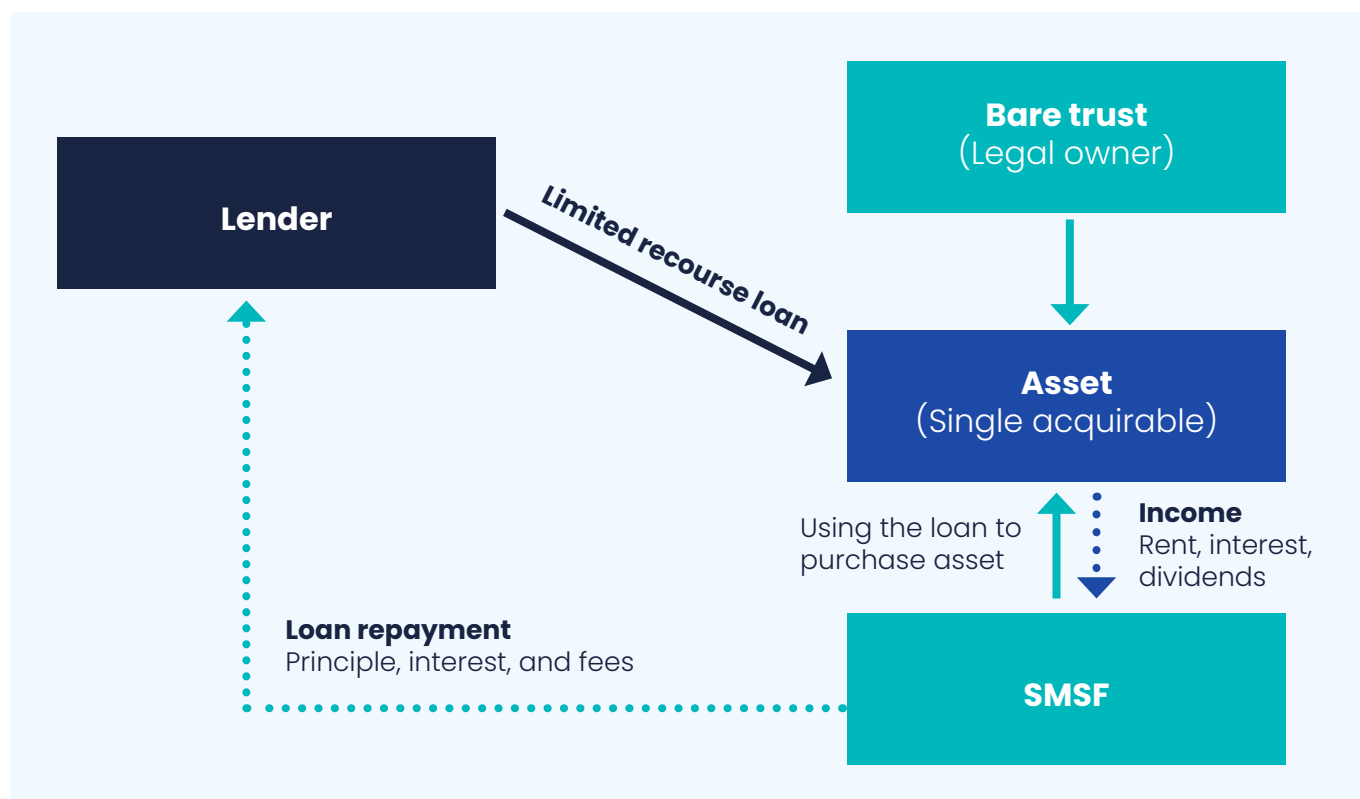 Lender
Limited recourse loan
Bare trust
(Legal owner)
Asset
(Single acquirable)
Using the loan to
purchase asset
Income
Rent, interest,
dividends
Loan repayment
Principle, interest, and fees
SMSF